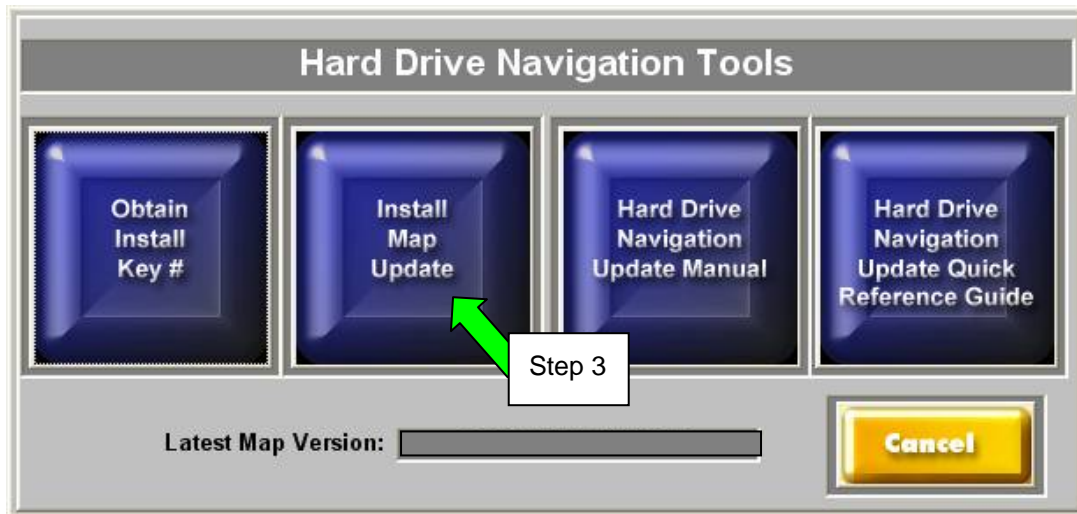 Hard Drive Navigation Tools
Obtain
Install
Key #
Install
Map
Update
Hard Drive
Navigation
Update Manual
Hard Drive
Navigation
Update Quick
Reference Guide
Step 3
Latest Map Version:
Cancel